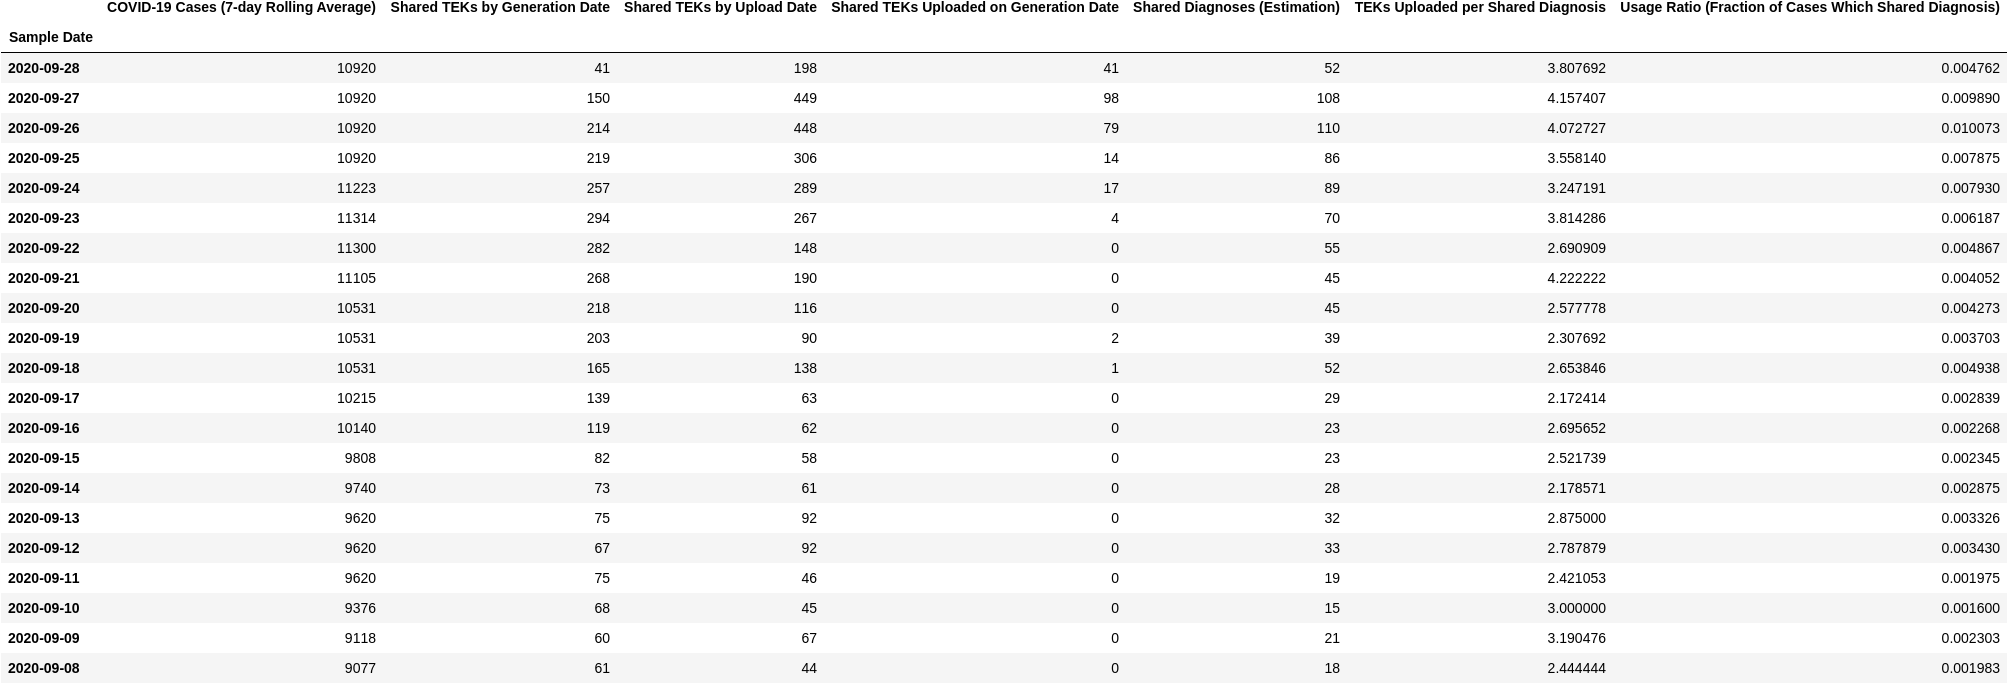 COVID-19 Cases (7-day Rolling Average) Shared TEKs by Generation Date Shared TEKs by Upload Date Shared TEKs Uploaded on Generation Date Shared Diagnoses (Estimation) TEKs Uploaded per Shared Diagnosis Usage Ratio (Fraction of Cases Which Shared Diagnosis)
Sample Date
2020-09-28 10920 41 198 41 52 3.807692 0.004762
2020-09-27 10920 150 449 98 108 4.157407 0.009890
2020-09-26 10920 214 448 79 110 4.072727 0.010073
2020-09-25 10920 219 306 14 86 3.558140 0.007875
2020-09-24 11223 257 289 17 89 3.247191 0.007930
2020-09-23 11314 294 267 4 70 3.814286 0.006187
2020-09-22 11300 282 148 0 55 2.690909 0.004867
2020-09-21 11105 268 190 0 45 4.222222 0.004052
2020-09-20 10531 218 116 0 45 2.577778 0.004273
2020-09-19 10531 203 90 2 39 2.307692 0.003703
2020-09-18 10531 165 138 1 52 2.653846 0.004938
2020-09-17 10215 139 63 0 29 2.172414 0.002839
2020-09-16 10140 119 62 0 23 2.695652 0.002268
2020-09-15 9808 82 58 0 23 2.521739 0.002345
2020-09-14 9740 73 61 0 28 2.178571 0.002875
2020-09-13 9620 75 92 0 32 2.875000 0.003326
2020-09-12 9620 67 92 0 33 2.787879 0.003430
2020-09-11 9620 75 46 0 19 2.421053 0.001975
2020-09-10 9376 68 45 0 15 3.000000 0.001600
2020-09-09 9118 60 67 0 21 3.190476 0.002303
2020-09-08 9077 61 44 0 18 2.444444 0.001983